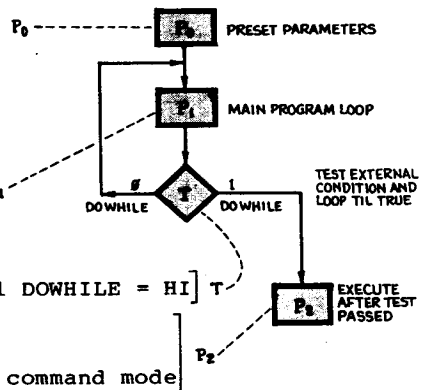 P0
P0
PRESET PARAMETERS
P1
MAIN PROGRAM LOOP
0
T
1
DOWHILE
DOWHILE
TEST EXTERNAL
CONDITION AND
LOOP TIL TRUE
DOWHILE = HI] T
P2
EXECUTE
AFTER TEST
PASSED
P2
command mode